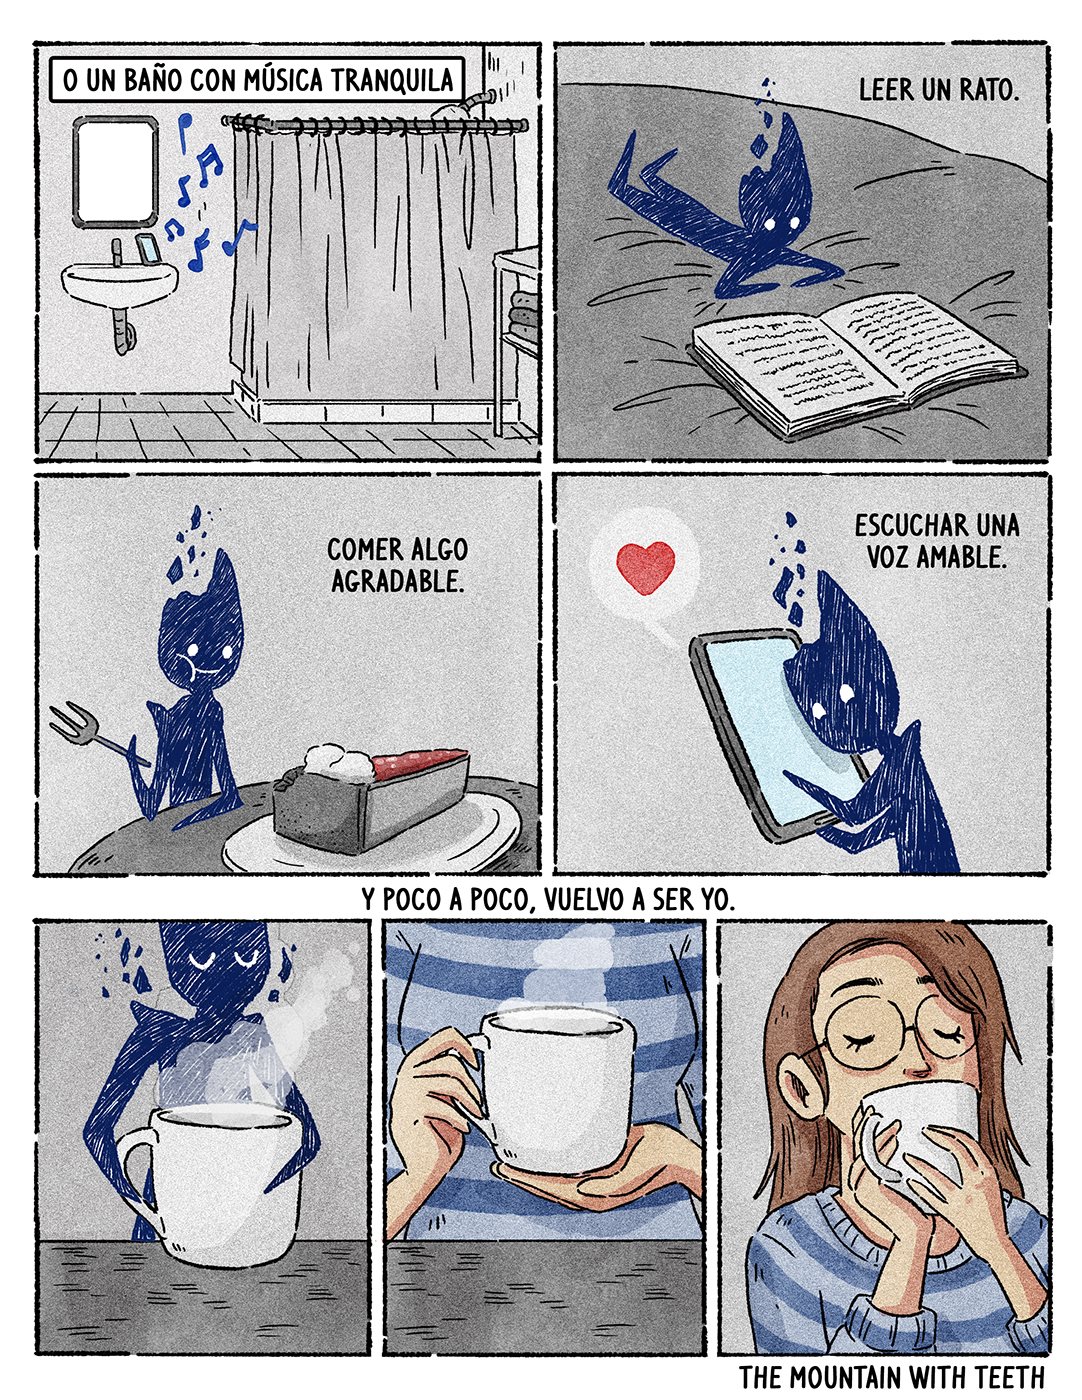 O UN BAÑO CON MÚSICA TRANQUILA
LEER UN RATO.
COMER ALGO
AGRADABLE.
ESCUCHAR UNA
VOZ AMABLE.
Y POCO A POCO, VUELVO A SER YO.
THE MOUNTAIN WITH TEETH